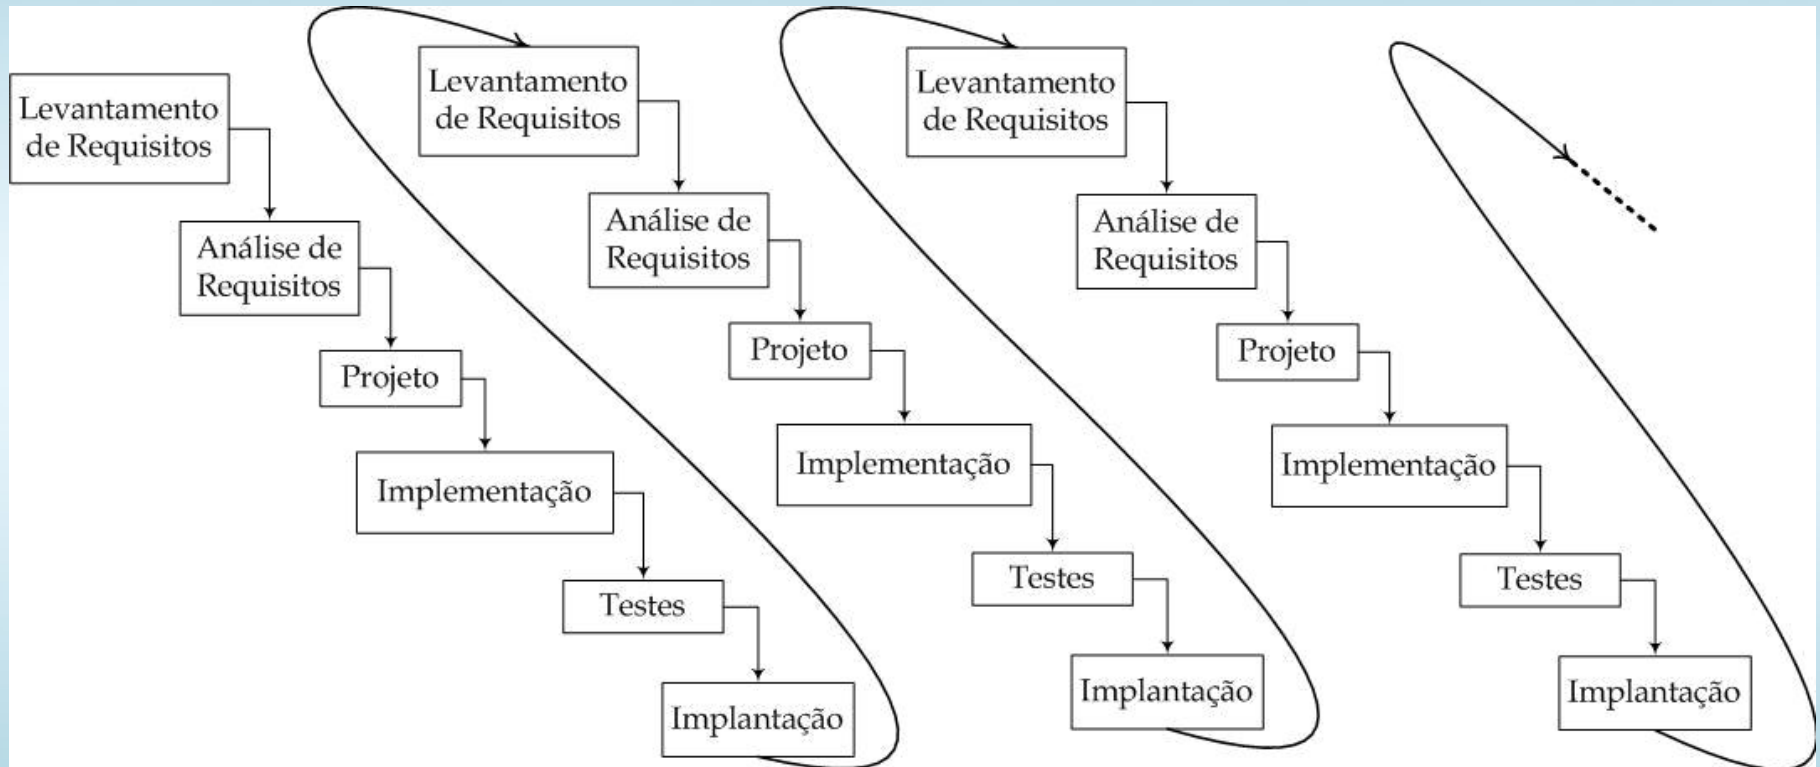 Levantamento
de Requisitos
Análise de
Requisitos
Projeto
Implementação
Testes
Implantação
Levantamento
de Requisitos
Análise de
Requisitos
Projeto
Implementação
Testes
Implantação
Levantamento
de Requisitos
Análise de
Requisitos
Projeto
Implementação
Testes
Implantação